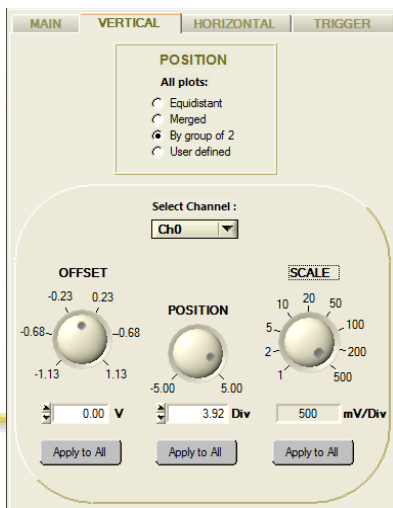 MAIN VERTICAL HORIZONTAL TRIGGER
POSITION
All plots:
Equidistant
Merged
By group of 2
User defined
Select Channel :
Ch0
OFFSET
-0.23 0.23
-0.68 -0.68
-1.13 1.13
0.00 V
Apply to All
POSITION
-5.00 5.00
3.92 Div
Apply to All
SCALE
10 20 50
5 100
2 200
1 500
500 mV/Div
Apply to All